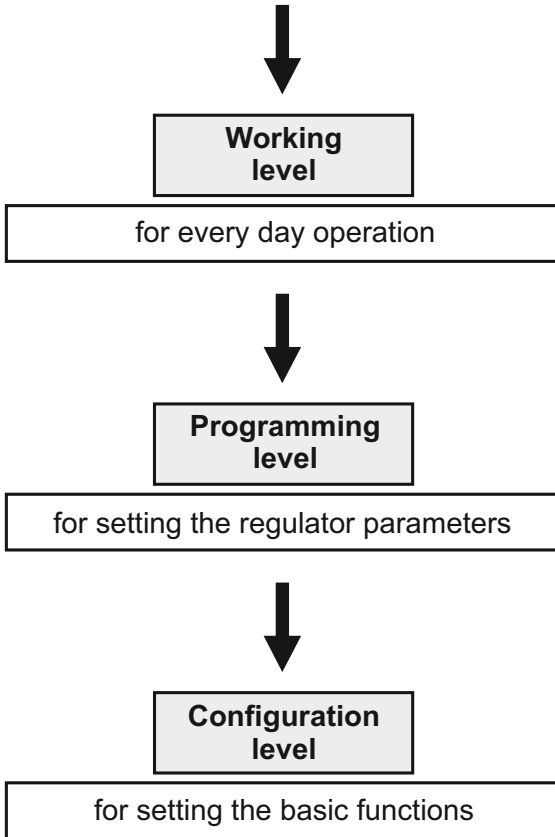 Working
level
for every day operation
Programming
level
for setting the regulator parameters
Configuration
level
for setting the basic functions